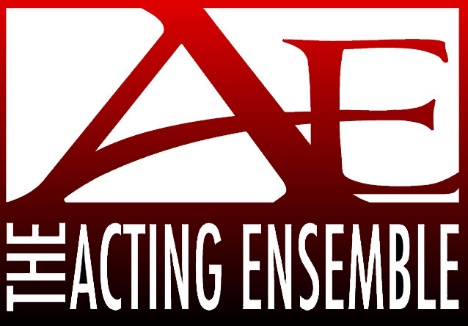 AE
THE ACTING ENSEMBLE